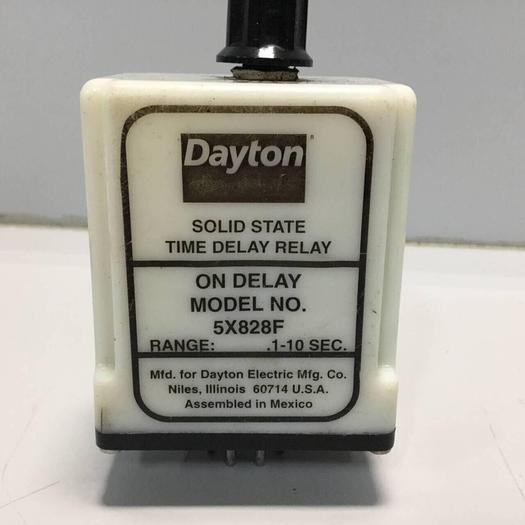 Dayton®
SOLID STATE
TIME DELAY RELAY
ON DELAY
MODEL NO.
5X828F
RANGE: .1-10 SEC.
Mfd. for Dayton Electric Mfg. Co.
Niles, Illinois 60714 U.S.A.
Assembled in Mexico